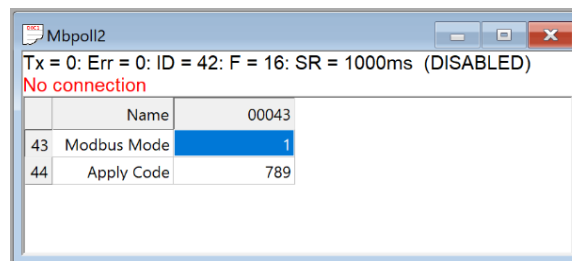 Mbpoll2
Tx = 0: Err = 0: ID = 42: F = 16: SR = 1000ms (DISABLED)
No connection
Name 00043
43 Modbus Mode 1
44 Apply Code 789